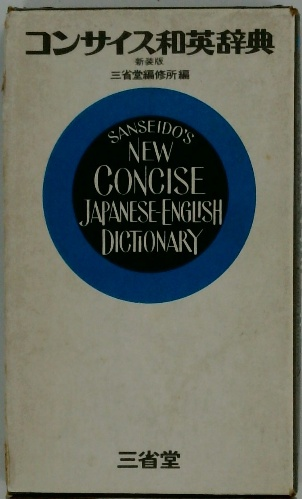 コンサイス和英辞典
新装版
三省堂編修所編
SANSEIDO'S
NEW
CONCISE
JAPANESE-ENGLISH
DICTIONARY
三省堂